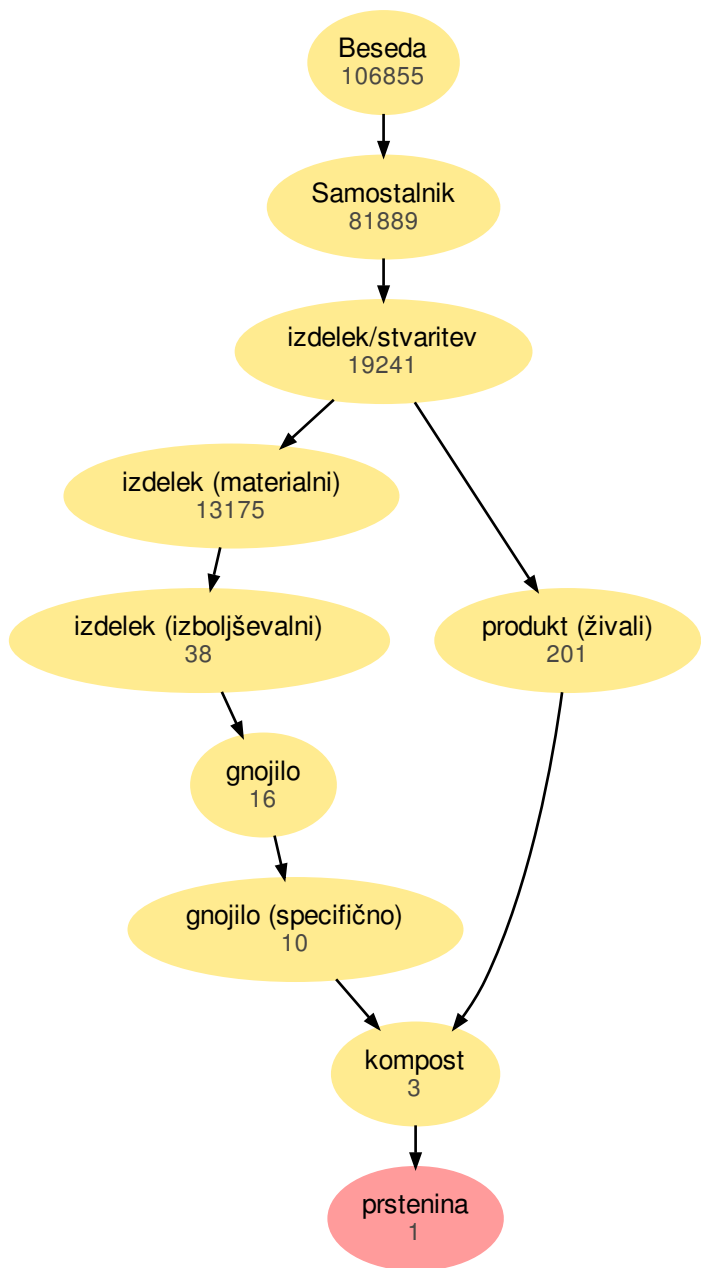 Beseda
106855
Samostalnik
81889
izdelek/stvaritev
19241
izdelek (materialni)
13175
izdelek (izboljševalni)
38
produkt (živali)
201
gnojilo
16
gnojilo (specifično)
10
kompost
3
prstenina
1